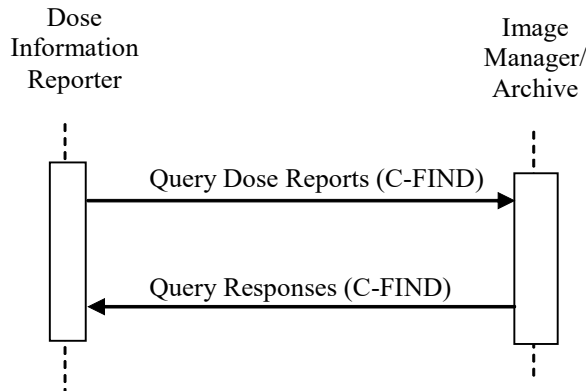 Dose
Information
Reporter
Image
Manager/
Archive
Query Dose Reports (C-FIND)
Query Responses (C-FIND)